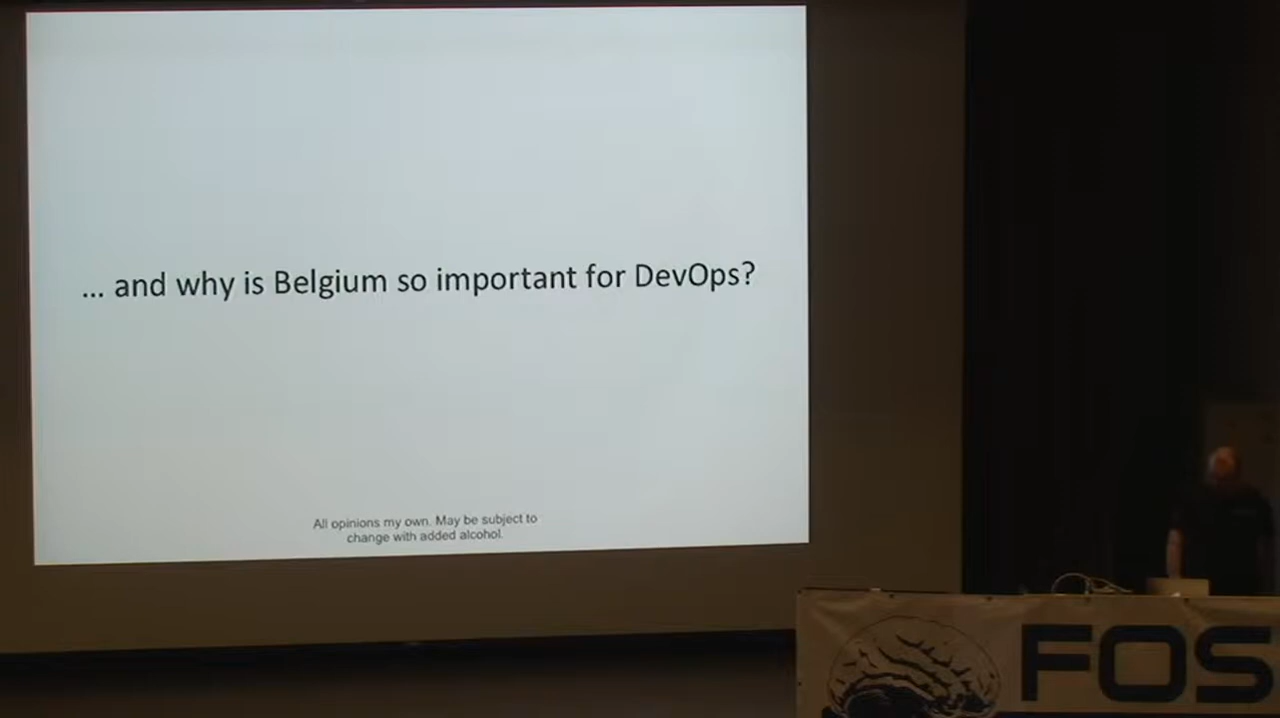 ... and why is Belgium so important for DevOps?
All opinions my own. May be subject to
change with added alcohol.
FOS